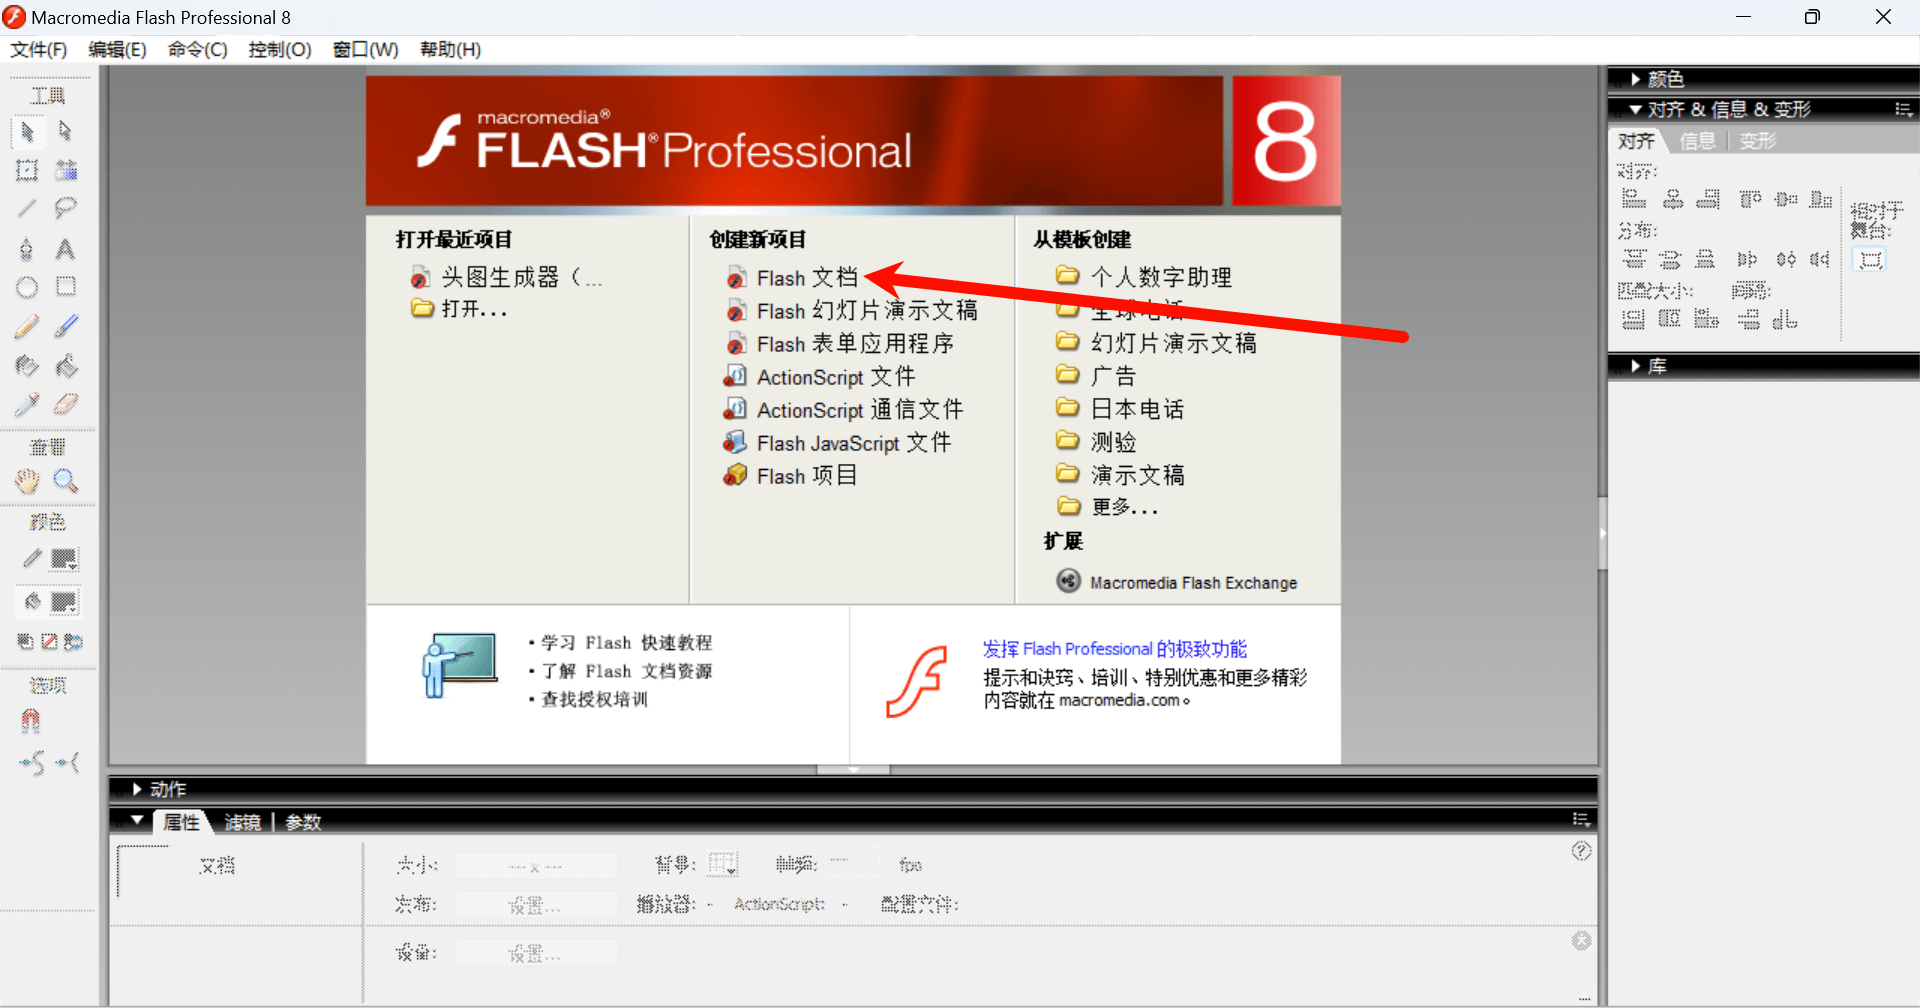 Macromedia Flash Professional 8
文件(F) 编辑(E) 命令(C) 控制(O) 窗口(W) 帮助(H)
工具
查看
颜色
选项
macromedia®
FLASH® Professional
8
打开最近项目
头图生成器（...
打开...
创建新项目
Flash 文档
Flash 幻灯片演示文稿
Flash 表单应用程序
ActionScript 文件
ActionScript 通信文件
Flash JavaScript 文件
Flash 项目
从模板创建
个人数字助理
全球电话
幻灯片演示文稿
广告
日本电话
测验
演示文稿
更多...
扩展
Macromedia Flash Exchange
• 学习 Flash 快速教程
• 了解 Flash 文档资源
• 查找授权培训
发挥 Flash Professional 的极致功能
提示和诀窍、培训、特别优惠和更多精彩
内容就在 macromedia.com。
颜色
对齐 & 信息 & 变形
对齐 信息 变形
对齐:
相对于
舞台:
分布:
匹配大小: 间隔:
库
动作
属性 滤镜 参数
文档
大小: x 背景: 帧频: fps
发布: 设置... 播放器: - ActionScript: - 配置文件:
设备: 设置...